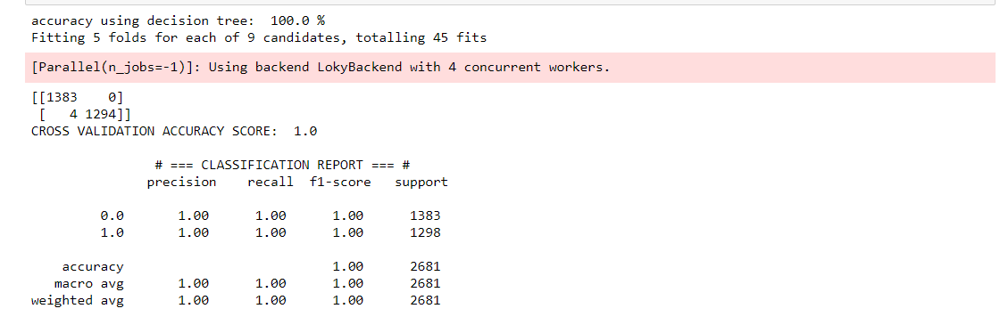 accuracy using decision tree:  100.0 %
Fitting 5 folds for each of 9 candidates, totalling 45 fits
[Parallel(n_jobs=-1)]: Using backend LokyBackend with 4 concurrent workers.
[[1383    0]
 [   4 1294]]
CROSS VALIDATION ACCURACY SCORE:  1.0
# === CLASSIFICATION REPORT === #
precision    recall  f1-score   support
0.0       1.00      1.00      1.00      1383
1.0       1.00      1.00      1.00      1298
accuracy                           1.00      2681
macro avg       1.00      1.00      1.00      2681
weighted avg       1.00      1.00      1.00      2681